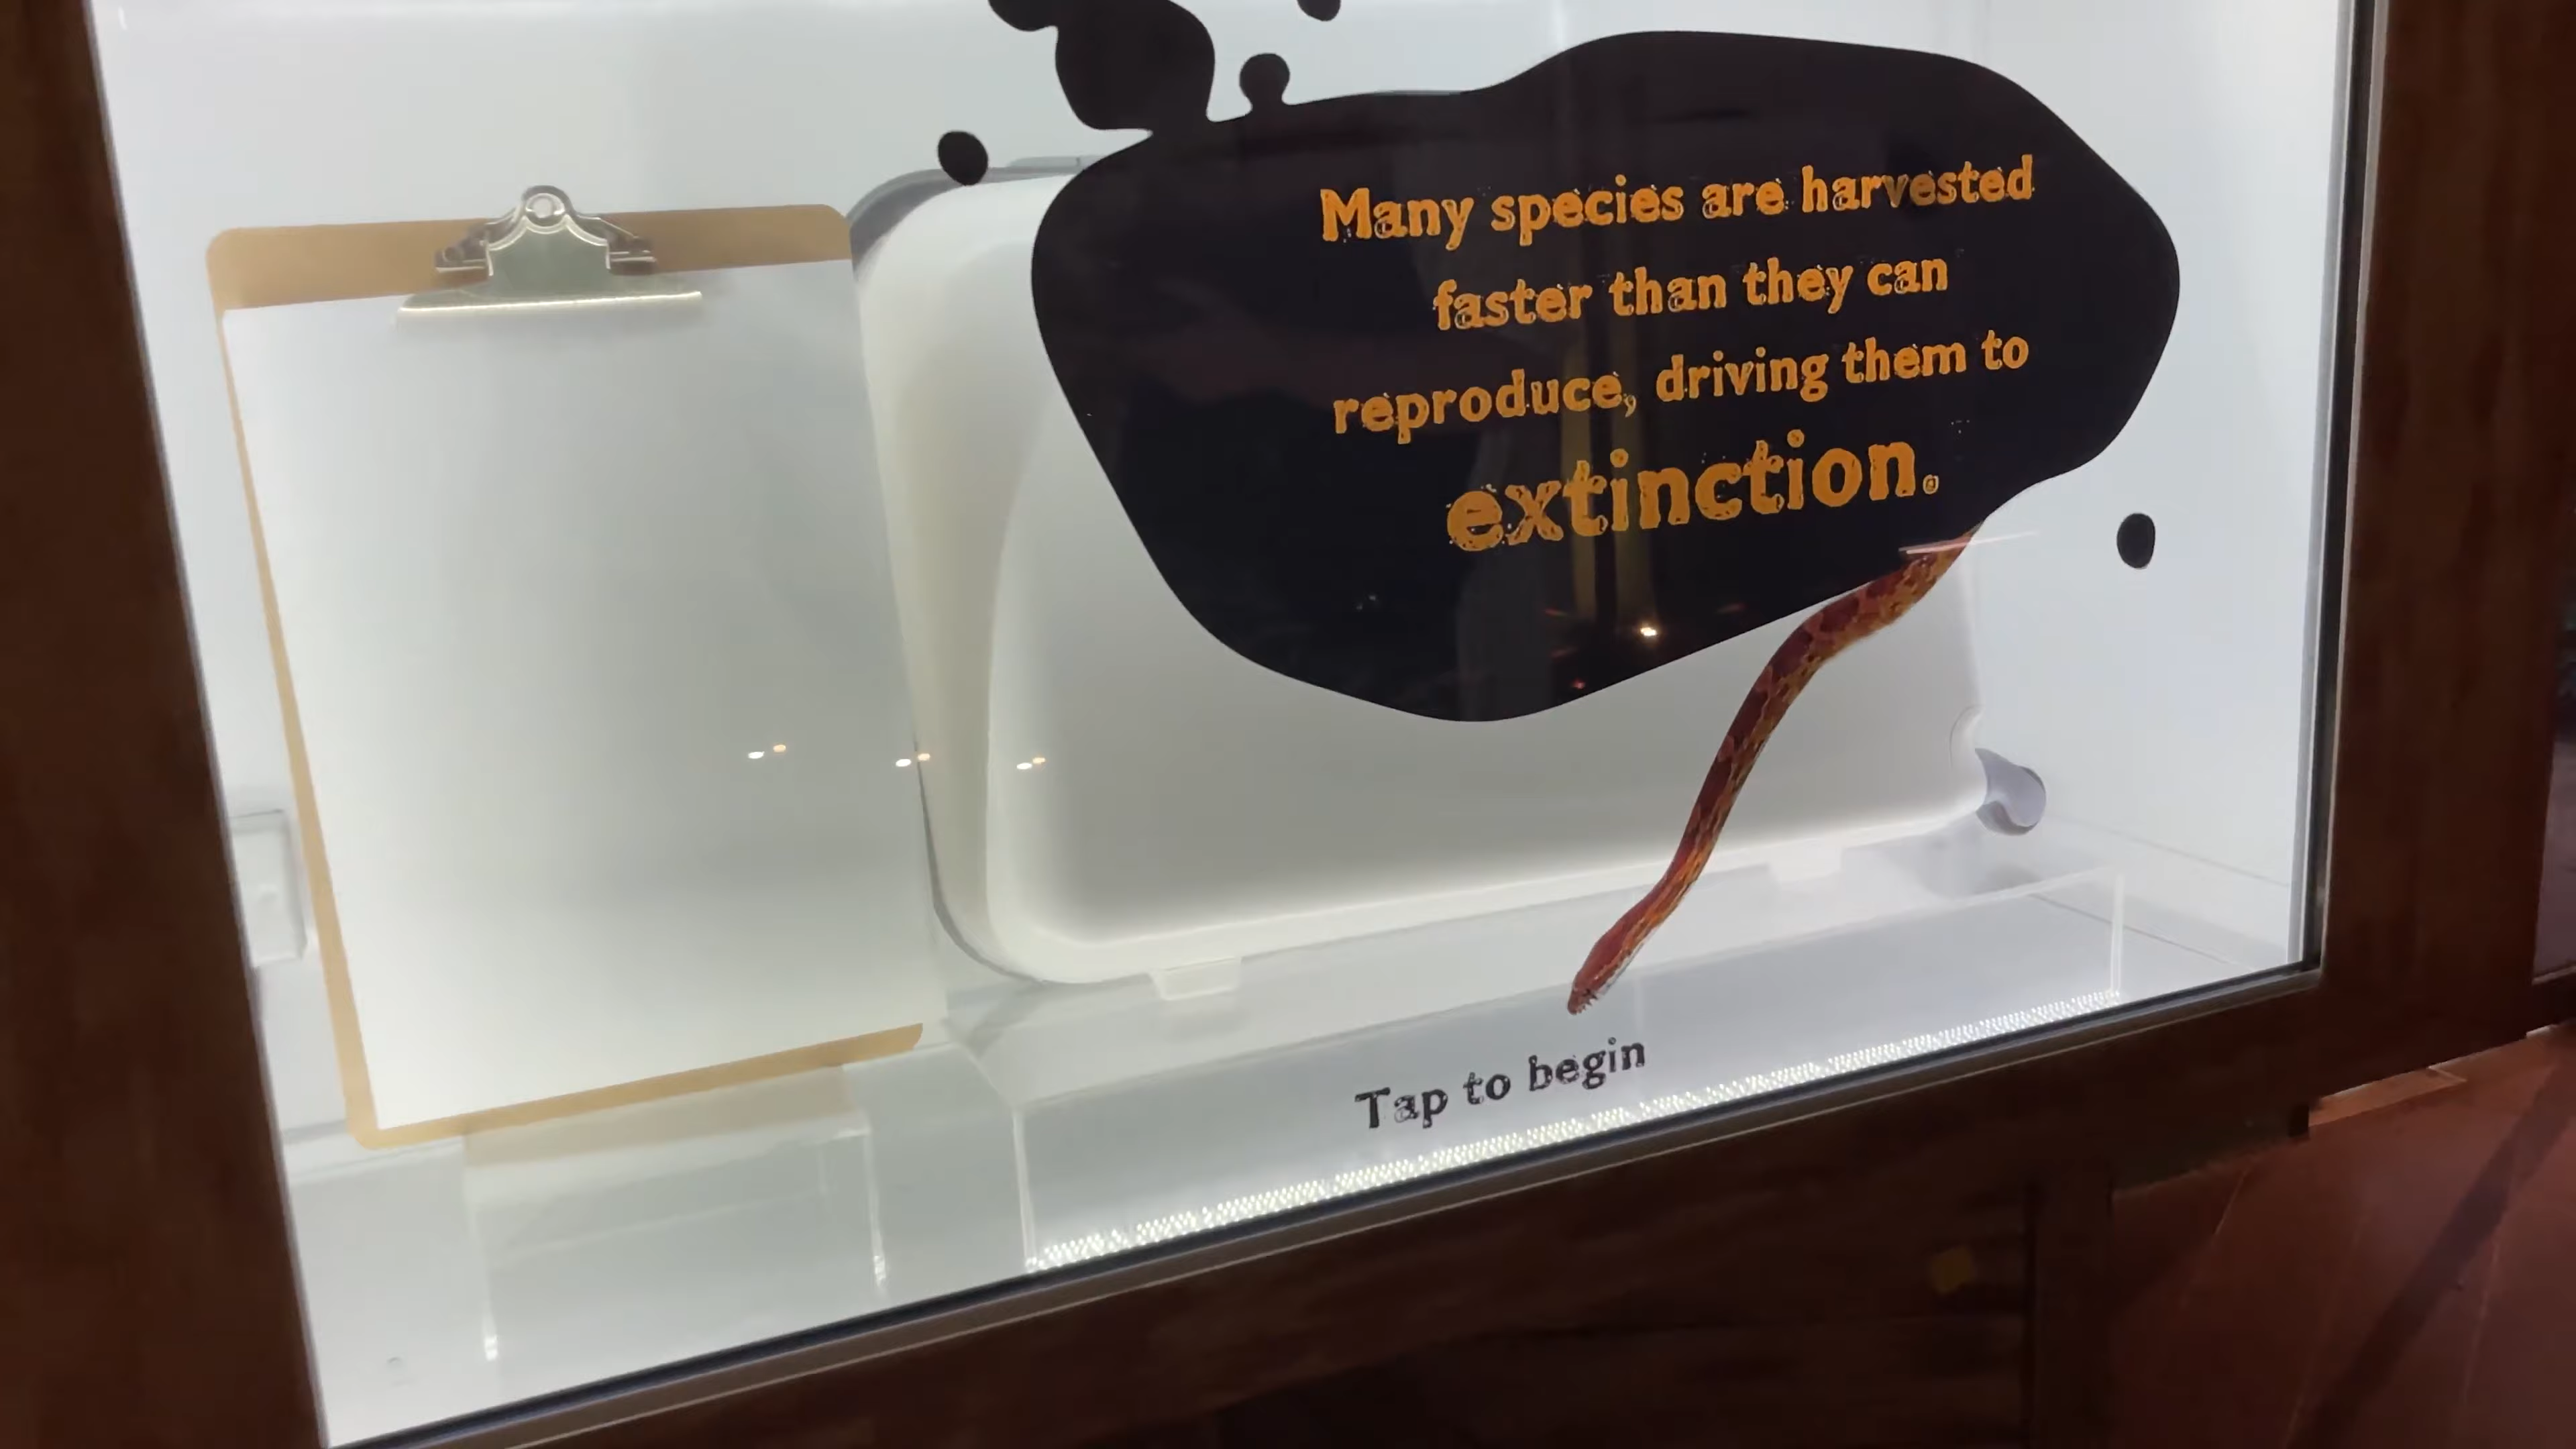 Many species are harvested
faster than they can
reproduce, driving them to
extinction.
Tap to begin